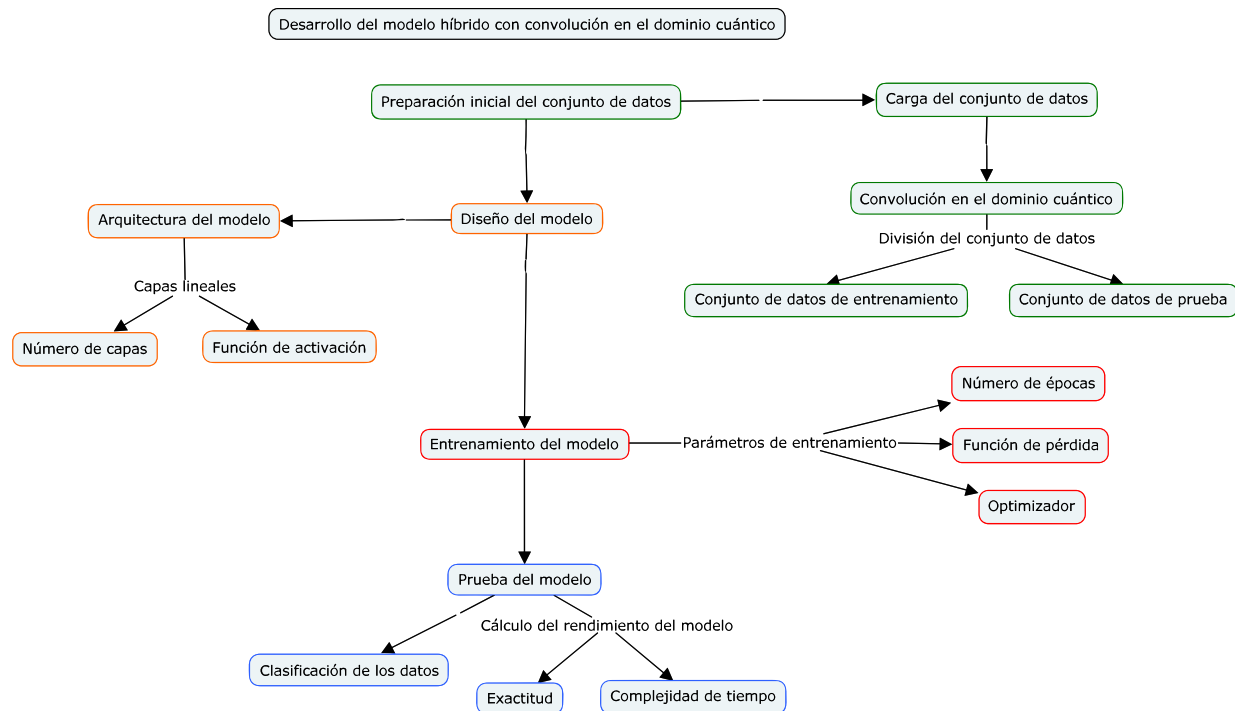 Desarrollo del modelo híbrido con convolución en el dominio cuántico
Preparación inicial del conjunto de datos
Carga del conjunto de datos
Convolución en el dominio cuántico
Arquitectura del modelo
Diseño del modelo
División del conjunto de datos
Capas lineales
Conjunto de datos de entrenamiento
Conjunto de datos de prueba
Número de capas
Función de activación
Número de épocas
Entrenamiento del modelo
Parámetros de entrenamiento
Función de pérdida
Optimizador
Prueba del modelo
Cálculo del rendimiento del modelo
Clasificación de los datos
Exactitud
Complejidad de tiempo